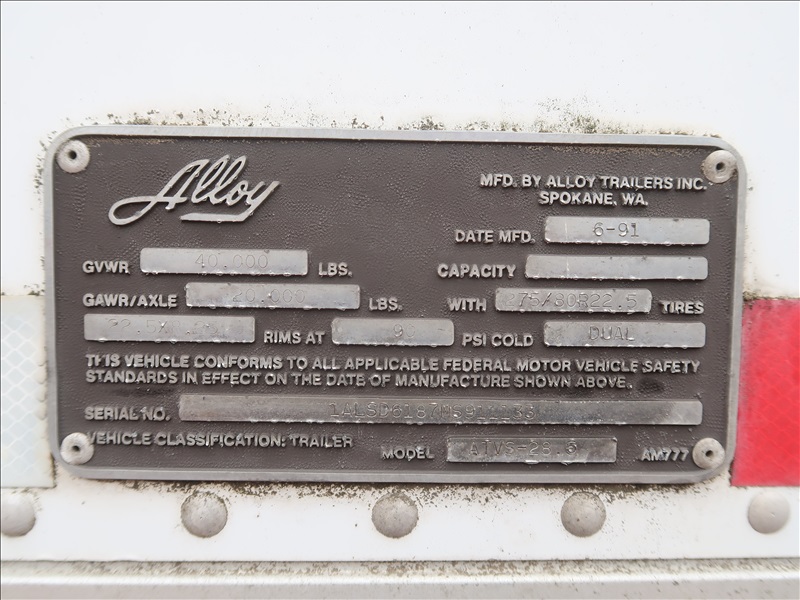 Alloy
MFD. BY ALLOY TRAILERS INC.
SPOKANE, WA.
DATE MFD. 6-91
GVWR 40,000 LBS.
CAPACITY
GAWR/AXLE 20,000 LBS. WITH 275/80R22.5 TIRES
RIMS AT PSI COLD DUAL
THIS VEHICLE CONFORMS TO ALL APPLICABLE FEDERAL MOTOR VEHICLE SAFETY
STANDARDS IN EFFECT ON THE DATE OF MANUFACTURE SHOWN ABOVE.
SERIAL NO.
VEHICLE CLASSIFICATION: TRAILER
MODEL AM777